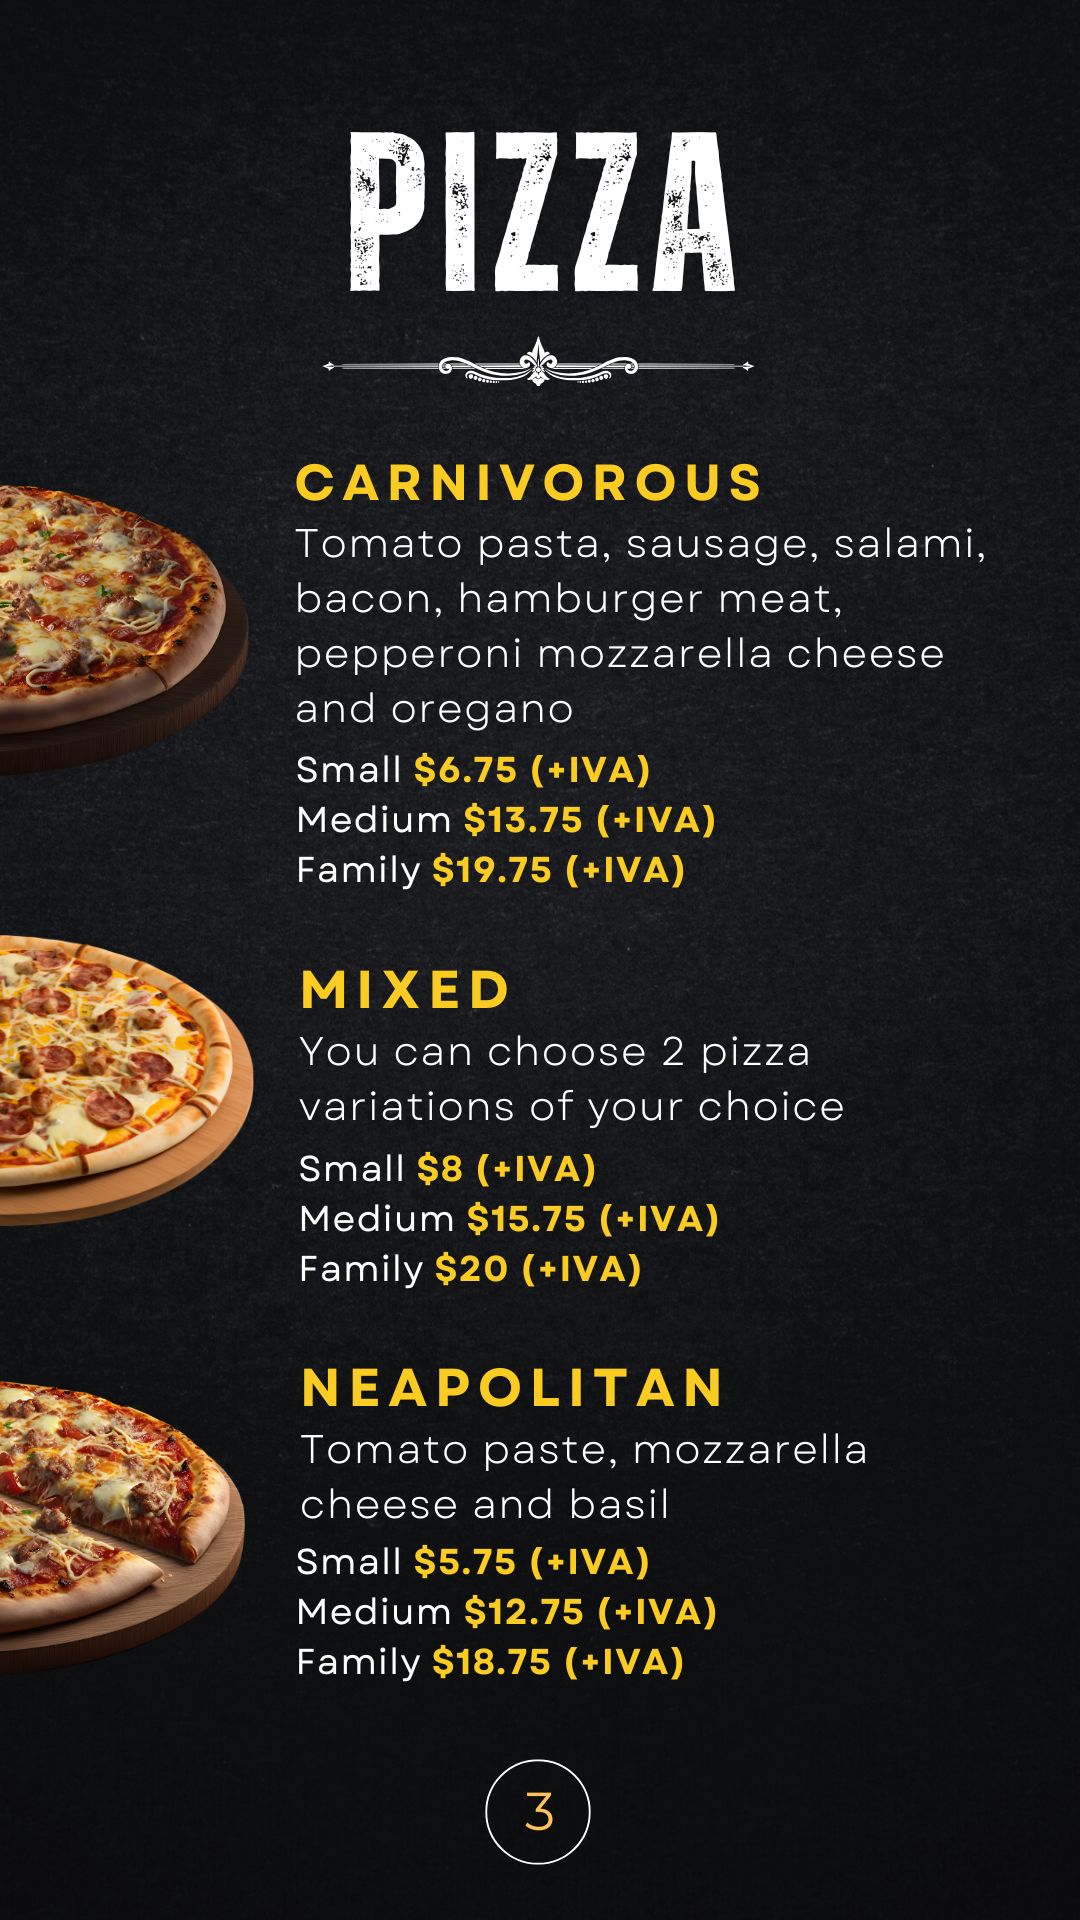 PIZZA
CARNIVOROUS
Tomato pasta, sausage, salami,
bacon, hamburger meat,
pepperoni mozzarella cheese
and oregano
Small $6.75 (+IVA)
Medium $13.75 (+IVA)
Family $19.75 (+IVA)
MIXED
You can choose 2 pizza
variations of your choice
Small $8 (+IVA)
Medium $15.75 (+IVA)
Family $20 (+IVA)
NEAPOLITAN
Tomato paste, mozzarella
cheese and basil
Small $5.75 (+IVA)
Medium $12.75 (+IVA)
Family $18.75 (+IVA)
3